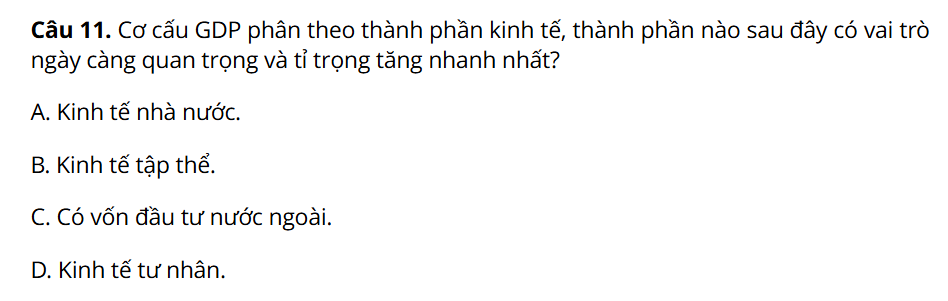 Câu 11. Cơ cấu GDP phân theo thành phần kinh tế, thành phần nào sau đây có vai trò
ngày càng quan trọng và tỉ trọng tăng nhanh nhất?
A. Kinh tế nhà nước.
B. Kinh tế tập thể.
C. Có vốn đầu tư nước ngoài.
D. Kinh tế tư nhân.